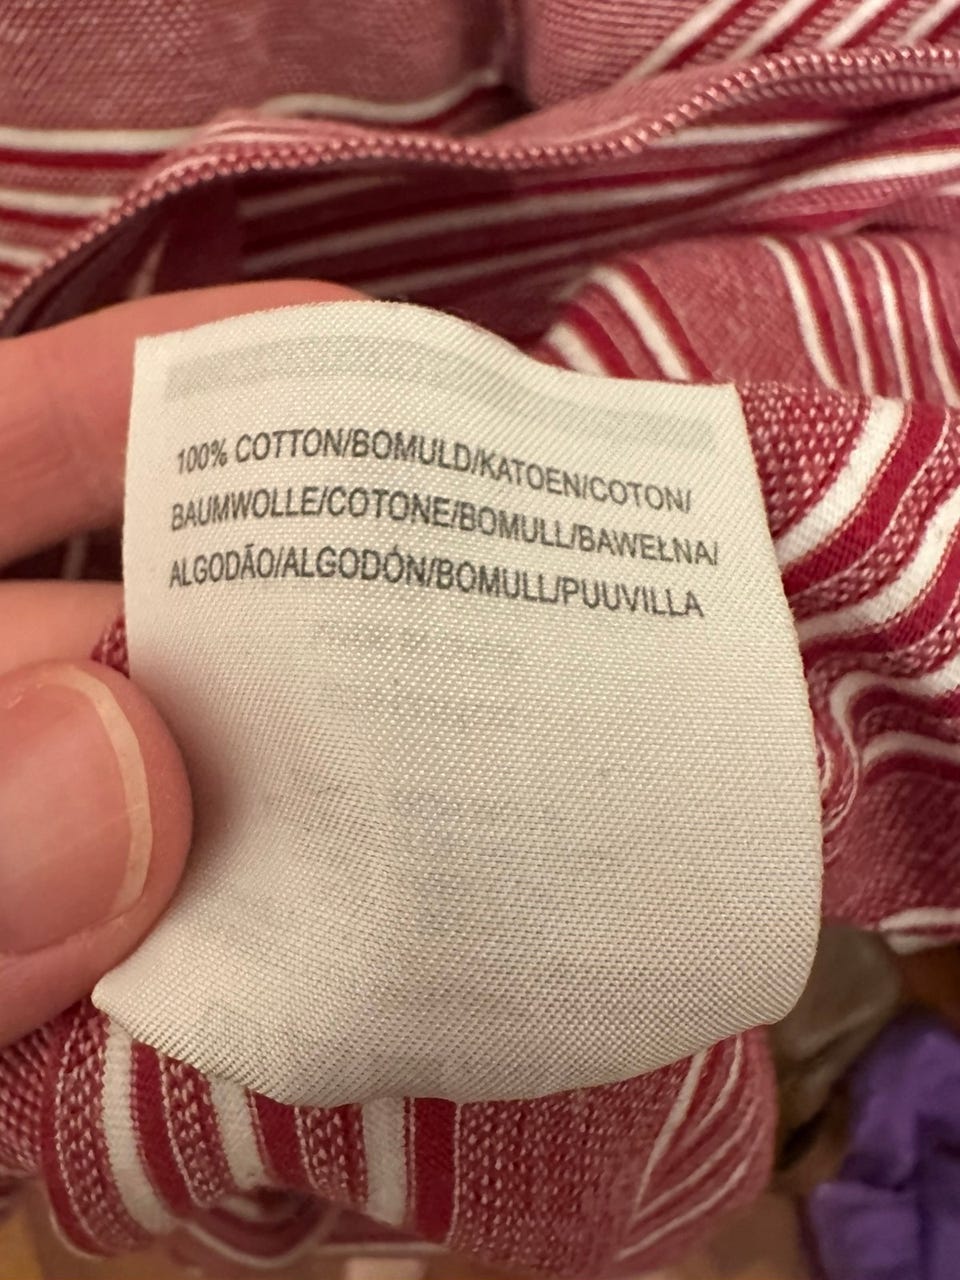 100% COTTON/BOMULD/KATOEN/COTON/
BAUMWOLLE/COTONE/BOMULL/BAWEŁNA/
ALGODÃO/ALGODÓN/BOMULL/PUUVILLA